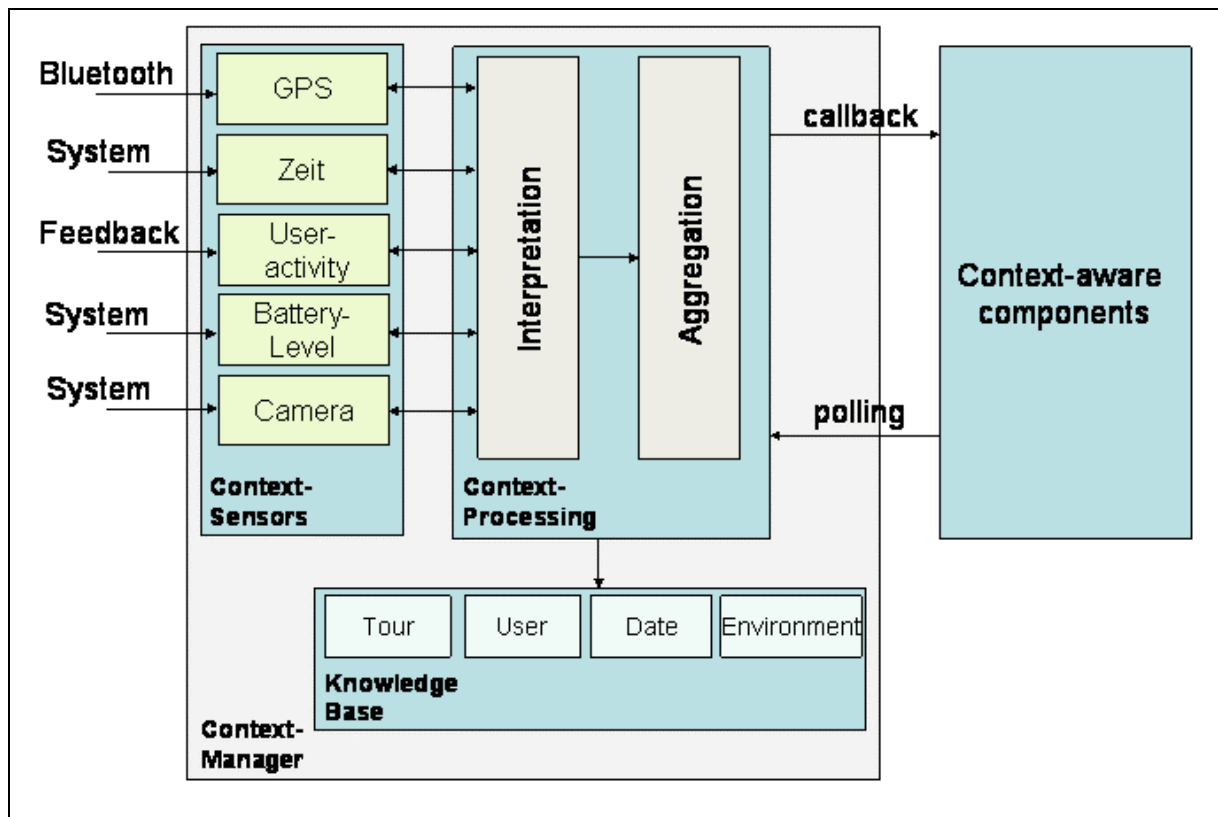 Bluetooth
GPS
System
Zeit
Feedback
User-
activity
System
Battery-
Level
System
Camera
Context-
Sensors
Interpretation
Aggregation
Context-
Processing
callback
polling
Context-aware
components
Tour
User
Date
Environment
Knowledge
Base
Context-
Manager